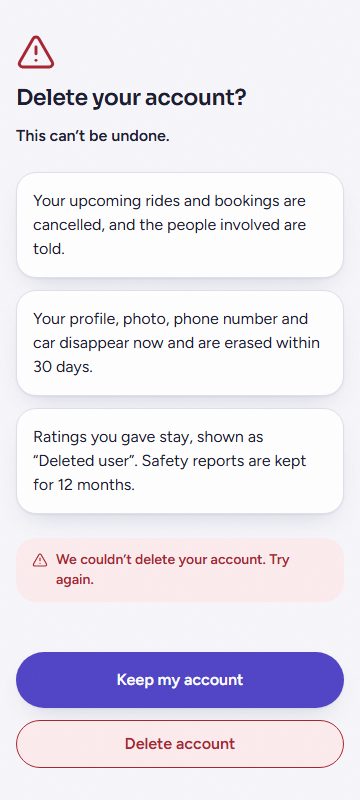 Delete your account?
This can’t be undone.
Your upcoming rides and bookings are
cancelled, and the people involved are
told.
Your profile, photo, phone number and
car disappear now and are erased within
30 days.
Ratings you gave stay, shown as
“Deleted user”. Safety reports are kept
for 12 months.
We couldn’t delete your account. Try
again.
Keep my account
Delete account